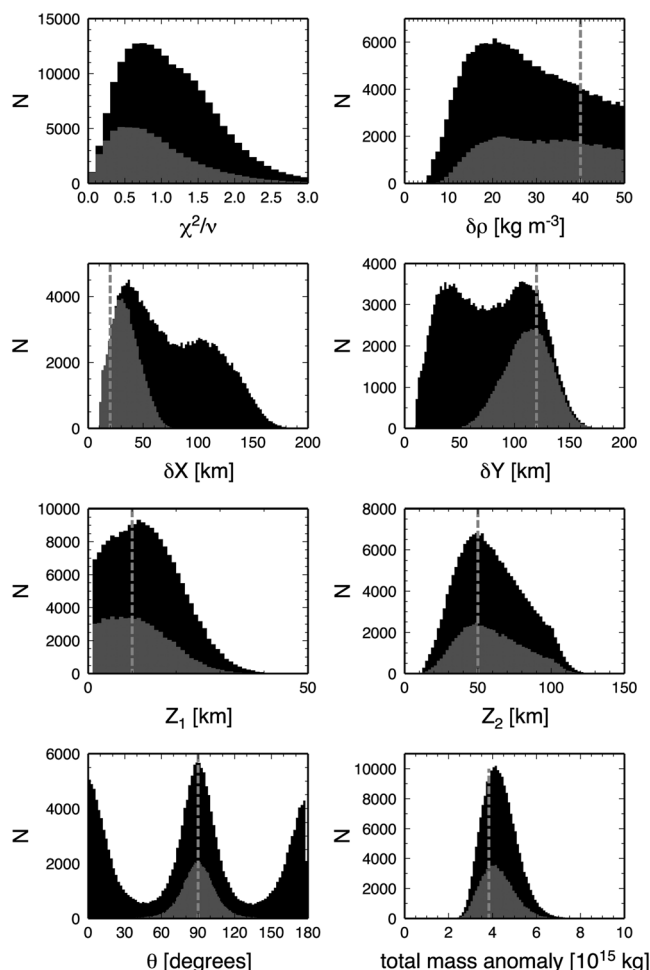 15000
10000
5000
0
N
0.0 0.5 1.0 1.5 2.0 2.5 3.0
χ²/ν
6000
4000
2000
0
N
0 10 20 30 40 50
δρ [kg m⁻³]
4000
2000
0
N
0 50 100 150 200
δX [km]
4000
3000
2000
1000
0
N
0 50 100 150 200
δY [km]
10000
8000
6000
4000
2000
0
N
0 50
Z₁ [km]
8000
6000
4000
2000
0
N
0 50 100 150
Z₂ [km]
6000
4000
2000
0
N
0 30 60 90 120 150 180
θ [degrees]
10000
8000
6000
4000
2000
0
N
0 2 4 6 8 10
total mass anomaly [10¹⁵ kg]